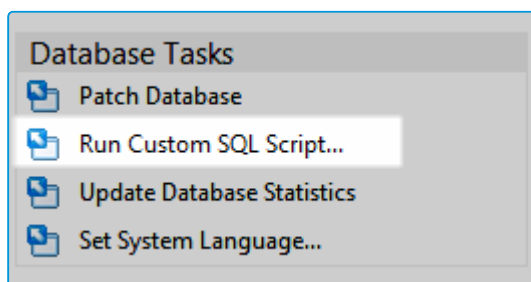 Database Tasks
Patch Database
Run Custom SQL Script...
Update Database Statistics
Set System Language...